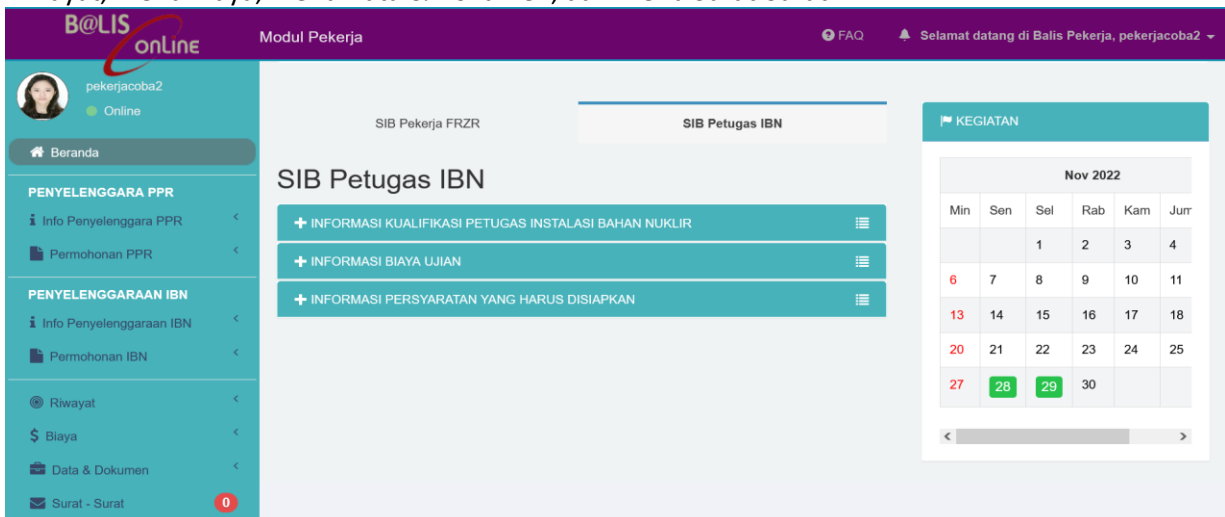 B@LIS
onLine
Modul Pekerja
FAQ
Selamat datang di Balis Pekerja, pekerjacoba2
pekerjacoba2
Online
Beranda
PENYELENGGARA PPR
Info Penyelenggara PPR
Permohonan PPR
PENYELENGGARAAN IBN
Info Penyelenggaraan IBN
Permohonan IBN
Riwayat
Biaya
Data & Dokumen
Surat - Surat 0
SIB Pekerja FRZR
SIB Petugas IBN
SIB Petugas IBN
INFORMASI KUALIFIKASI PETUGAS INSTALASI BAHAN NUKLIR
INFORMASI BIAYA UJIAN
INFORMASI PERSYARATAN YANG HARUS DISIAPKAN
KEGIATAN
Nov 2022
Min Sen Sel Rab Kam Jum
1 2 3 4
6 7 8 9 10 11
13 14 15 16 17 18
20 21 22 23 24 25
27 28 29 30